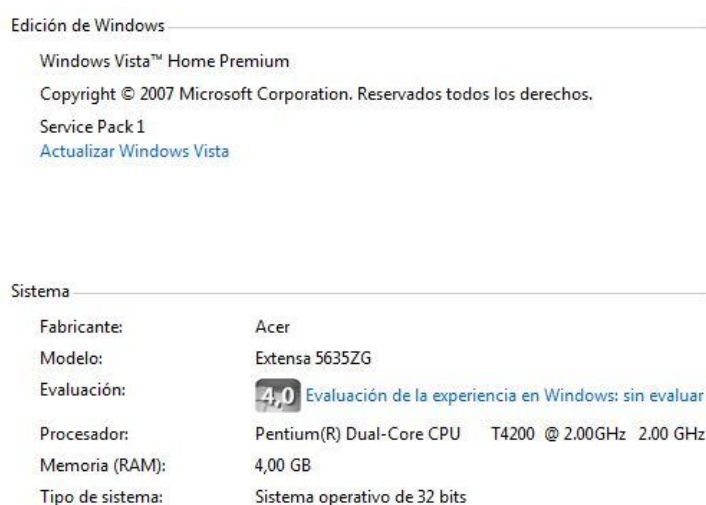 Edición de Windows
Windows Vista™ Home Premium
Copyright © 2007 Microsoft Corporation. Reservados todos los derechos.
Service Pack 1
Actualizar Windows Vista
Sistema
Fabricante: Acer
Modelo: Extensa 5635ZG
Evaluación: 4,0 Evaluación de la experiencia en Windows: sin evaluar
Procesador: Pentium(R) Dual-Core CPU T4200 @ 2.00GHz 2.00 GHz
Memoria (RAM): 4,00 GB
Tipo de sistema: Sistema operativo de 32 bits